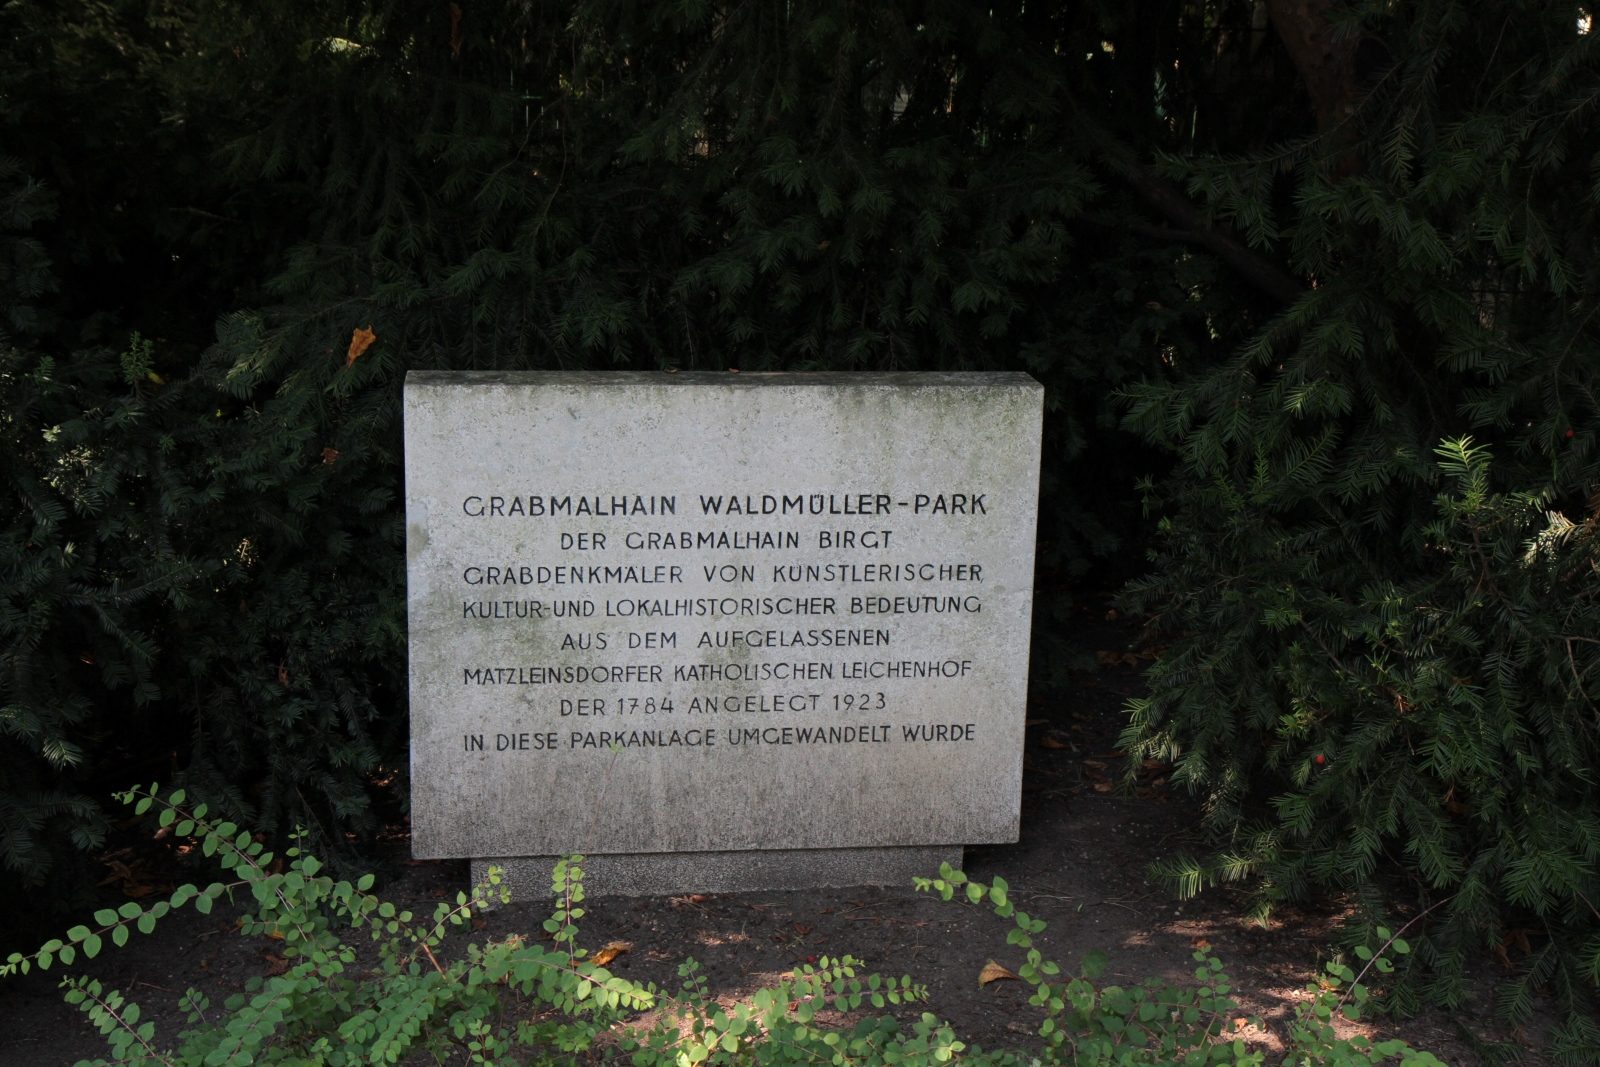 GRABMALHAIN WALDMÜLLER-PARK
DER GRABMALHAIN BIRGT
GRABDENKMÄLER VON KÜNSTLERISCHER,
KULTUR-UND LOKALHISTORISCHER BEDEUTUNG
AUS DEM AUFGELASSENEN
MATZLEINSDORFER KATHOLISCHEN LEICHENHOF
DER 1784 ANGELEGT 1923
IN DIESE PARKANLAGE UMGEWANDELT WURDE